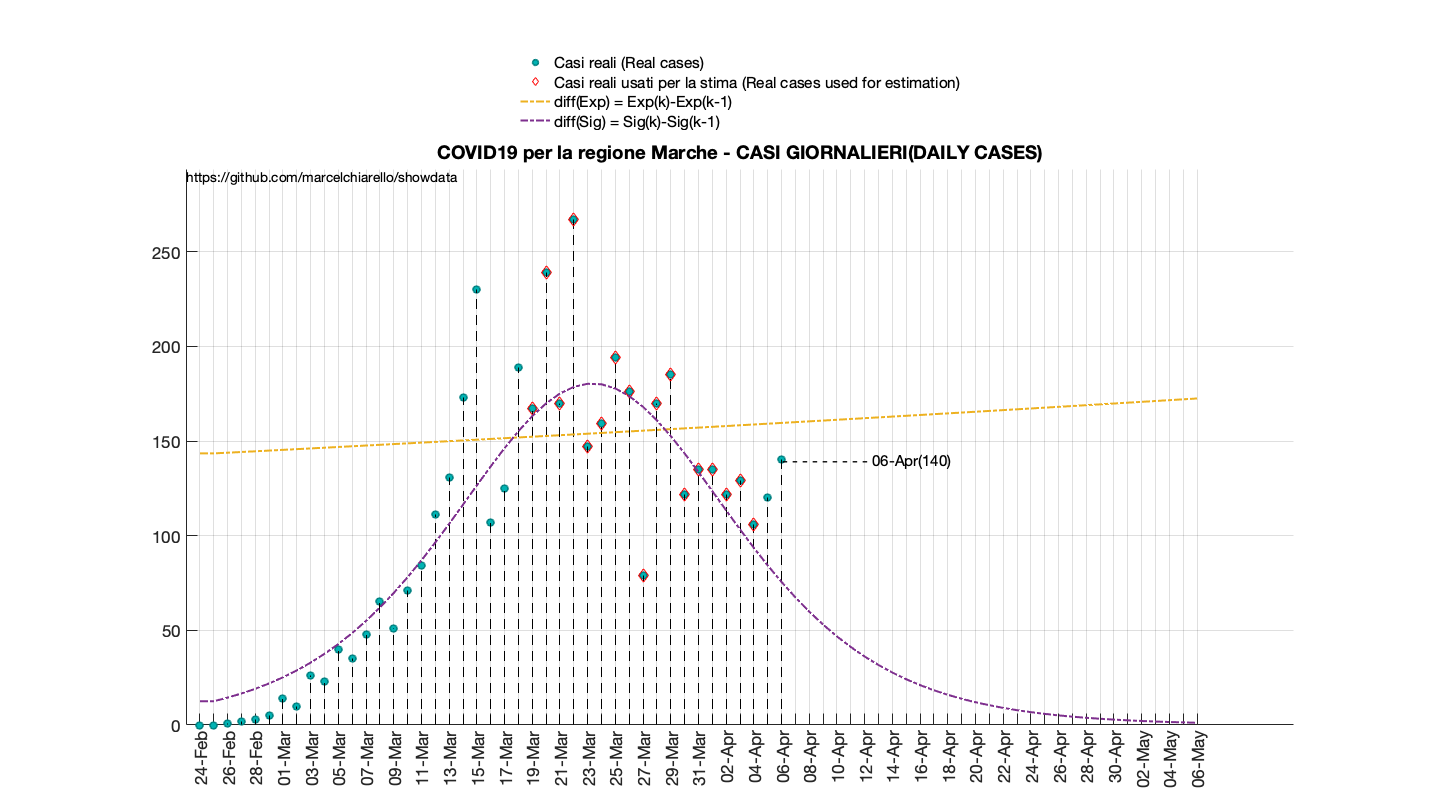 Casi reali (Real cases)
Casi reali usati per la stima (Real cases used for estimation)
diff(Exp) = Exp(k)-Exp(k-1)
diff(Sig) = Sig(k)-Sig(k-1)
COVID19 per la regione Marche - CASI GIORNALIERI(DAILY CASES)
https://github.com/marcelchiarello/showdata
250
200
150
100
50
0
06-Apr(140)
24-Feb
26-Feb
28-Feb
01-Mar
03-Mar
05-Mar
07-Mar
09-Mar
11-Mar
13-Mar
15-Mar
17-Mar
19-Mar
21-Mar
23-Mar
25-Mar
27-Mar
29-Mar
31-Mar
02-Apr
04-Apr
06-Apr
08-Apr
10-Apr
12-Apr
14-Apr
16-Apr
18-Apr
20-Apr
22-Apr
24-Apr
26-Apr
28-Apr
30-Apr
02-May
04-May
06-May